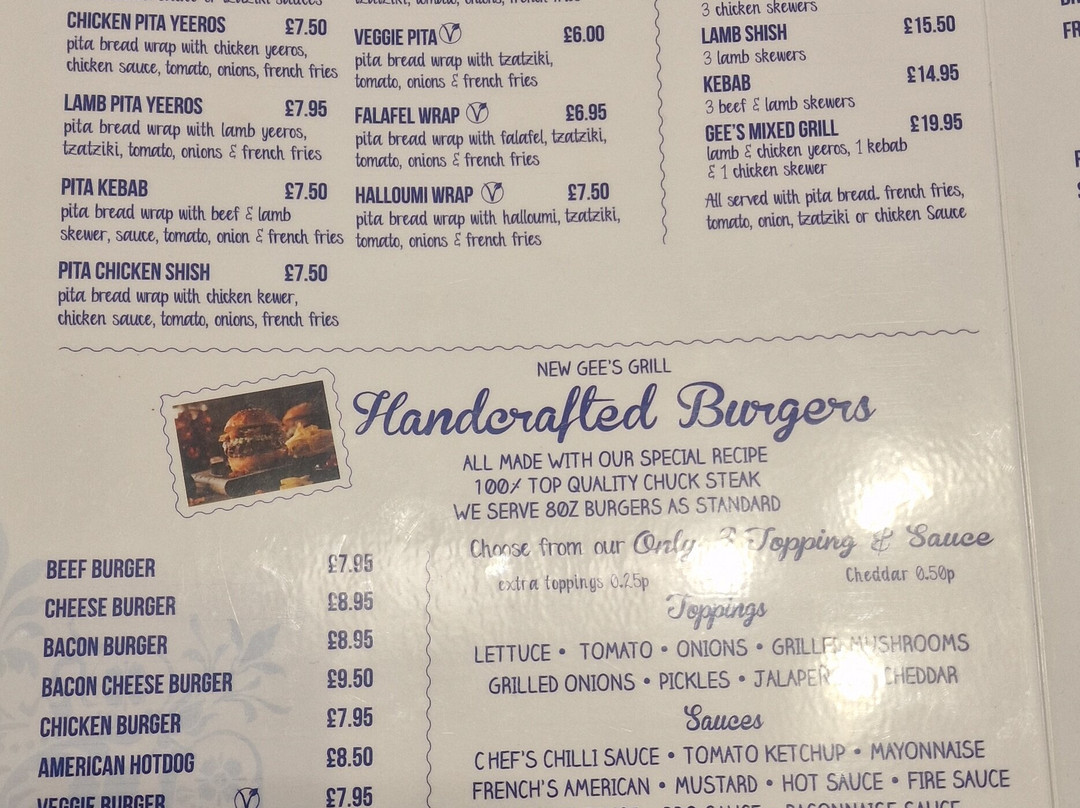 CHICKEN PITA YEEROS £7.50
pita bread wrap with chicken yeeros,
chicken sauce, tomato, onions, french fries
LAMB PITA YEEROS £7.95
pita bread wrap with lamb yeeros,
tzatziki, tomato, onions & french fries
PITA KEBAB £7.50
pita bread wrap with beef & lamb
skewer, sauce, tomato, onion & french fries
PITA CHICKEN SHISH £7.50
pita bread wrap with chicken kewer,
chicken sauce, tomato, onions, french fries
VEGGIE PITA V £6.00
pita bread wrap with tzatziki,
tomato, onions & french fries
FALAFEL WRAP V £6.95
pita bread wrap with falafel, tzatziki,
tomato, onions & french fries
HALLOUMI WRAP V £7.50
pita bread wrap with halloumi, tzatziki,
tomato, onions & french fries
3 chicken skewers
LAMB SHISH £15.50
3 lamb skewers
KEBAB £14.95
3 beef & lamb skewers
GEE'S MIXED GRILL £19.95
lamb & chicken yeeros, 1 kebab
& 1 chicken skewer
All served with pita bread. french fries,
tomato, onion, tzatziki or chicken Sauce
NEW GEE'S GRILL
Handcrafted Burgers
ALL MADE WITH OUR SPECIAL RECIPE
100% TOP QUALITY CHUCK STEAK
WE SERVE 8OZ BURGERS AS STANDARD
Choose from our Only 3 Topping & Sauce
extra toppings 0.25p Cheddar 0.50p
Toppings
LETTUCE • TOMATO • ONIONS • GRILLED MUSHROOMS
GRILLED ONIONS • PICKLES • CHEDDAR
Sauces
CHEF'S CHILLI SAUCE • TOMATO KETCHUP • MAYONNAISE
FRENCH'S AMERICAN • MUSTARD • HOT SAUCE • FIRE SAUCE
BEEF BURGER £7.95
CHEESE BURGER £8.95
BACON BURGER £8.95
BACON CHEESE BURGER £9.50
CHICKEN BURGER £7.95
AMERICAN HOTDOG £8.50
VEGGIE BURGER V £7.95